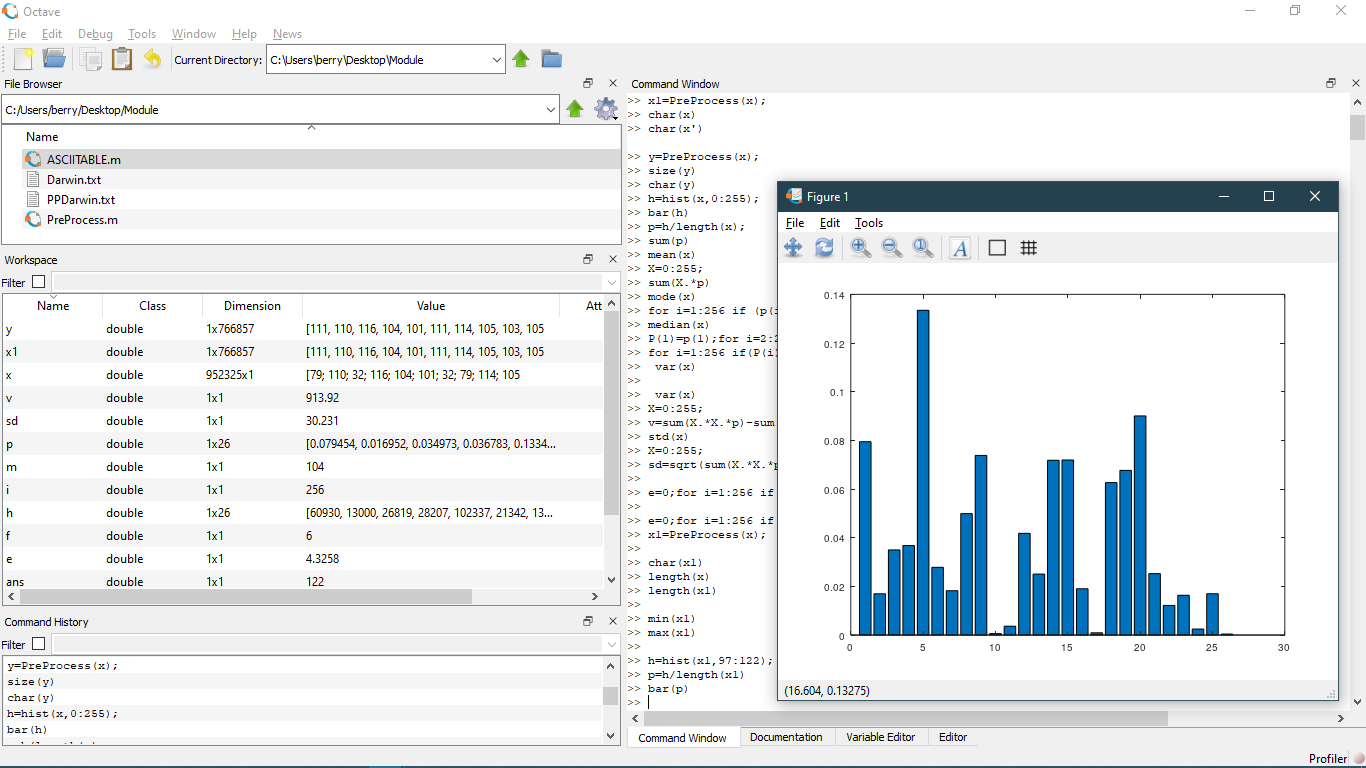 Octave
File Edit Debug Tools Window Help News
Current Directory: C:\Users\berry\Desktop\Module
File Browser
C:/Users/berry/Desktop/Module
Name
ASCIITABLE.m
Darwin.txt
PPDarwin.txt
PreProcess.m
Workspace
Filter
Name Class Dimension Value Att
y double 1x766857 [111, 110, 116, 104, 101, 111, 114, 105, 103, 105
x1 double 1x766857 [111, 110, 116, 104, 101, 111, 114, 105, 103, 105
x double 952325x1 [79; 110; 32; 116; 104; 101; 32; 79; 114; 105
v double 1x1 913.92
sd double 1x1 30.231
p double 1x26 [0.079454, 0.016952, 0.034973, 0.036783, 0.1334...
m double 1x1 104
i double 1x1 256
h double 1x26 [60930, 13000, 26819, 28207, 102337, 21342, 13...
f double 1x1 6
e double 1x1 4.3258
ans double 1x1 122
Command History
Filter
y=PreProcess(x);
size(y)
char(y)
h=hist(x,0:255);
bar(h)
Command Window
>> x1=PreProcess(x);
>> char(x)
>> char(x')
>> y=PreProcess(x);
>> size(y)
>> char(y)
>> h=hist(x,0:255);
>> bar(h)
>> p=h/length(x);
>> sum(p)
>> mean(x)
>> X=0:255;
>> sum(X.*p)
>> mode(x)
>> for i=1:256 if (p(
>> median(x)
>> P(1)=p(1);for i=2:2
>> for i=1:256 if(P(i)
>> var(x)
>>
>> var(x)
>> X=0:255;
>> v=sum(X.*X.*p)-sum
>> std(x)
>> X=0:255;
>> sd=sqrt(sum(X.*X.*p
>>
>> e=0;for i=1:256 if
>>
>> e=0;for i=1:256 if
>> x1=PreProcess(x);
>>
>> char(x1)
>> length(x)
>> length(x1)
>>
>> min(x1)
>> max(x1)
>>
>> h=hist(x1,97:122);
>> p=h/length(x1)
>> bar(p)
>>
Command Window Documentation Variable Editor Editor
Profiler
Figure 1
File Edit Tools
A
0.14
0.12
0.1
0.08
0.06
0.04
0.02
0
0 5 10 15 20 25 30
(16.604, 0.13275)